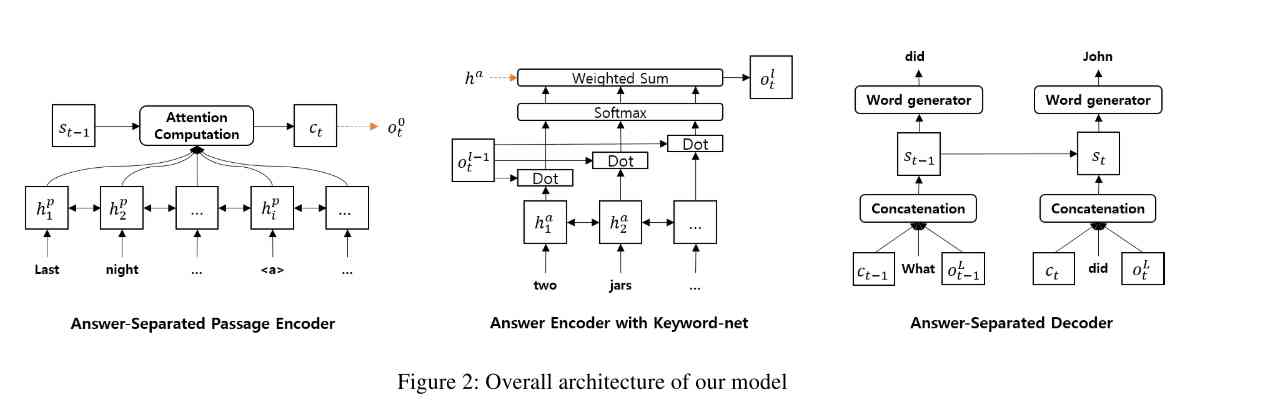 s_{t-1}
Attention
Computation
c_t
o_t^0
h_1^p
h_2^p
...
h_i^p
...
Last
night
...
<a>
...
Answer-Separated Passage Encoder
h^a
Weighted Sum
o_t^l
Softmax
o_t^{l-1}
Dot
Dot
Dot
h_1^a
h_2^a
...
two
jars
...
Answer Encoder with Keyword-net
did
John
Word generator
Word generator
s_{t-1}
s_t
Concatenation
Concatenation
c_{t-1}
What
o_{t-1}^L
c_t
did
o_t^L
Answer-Separated Decoder
Figure 2: Overall architecture of our model